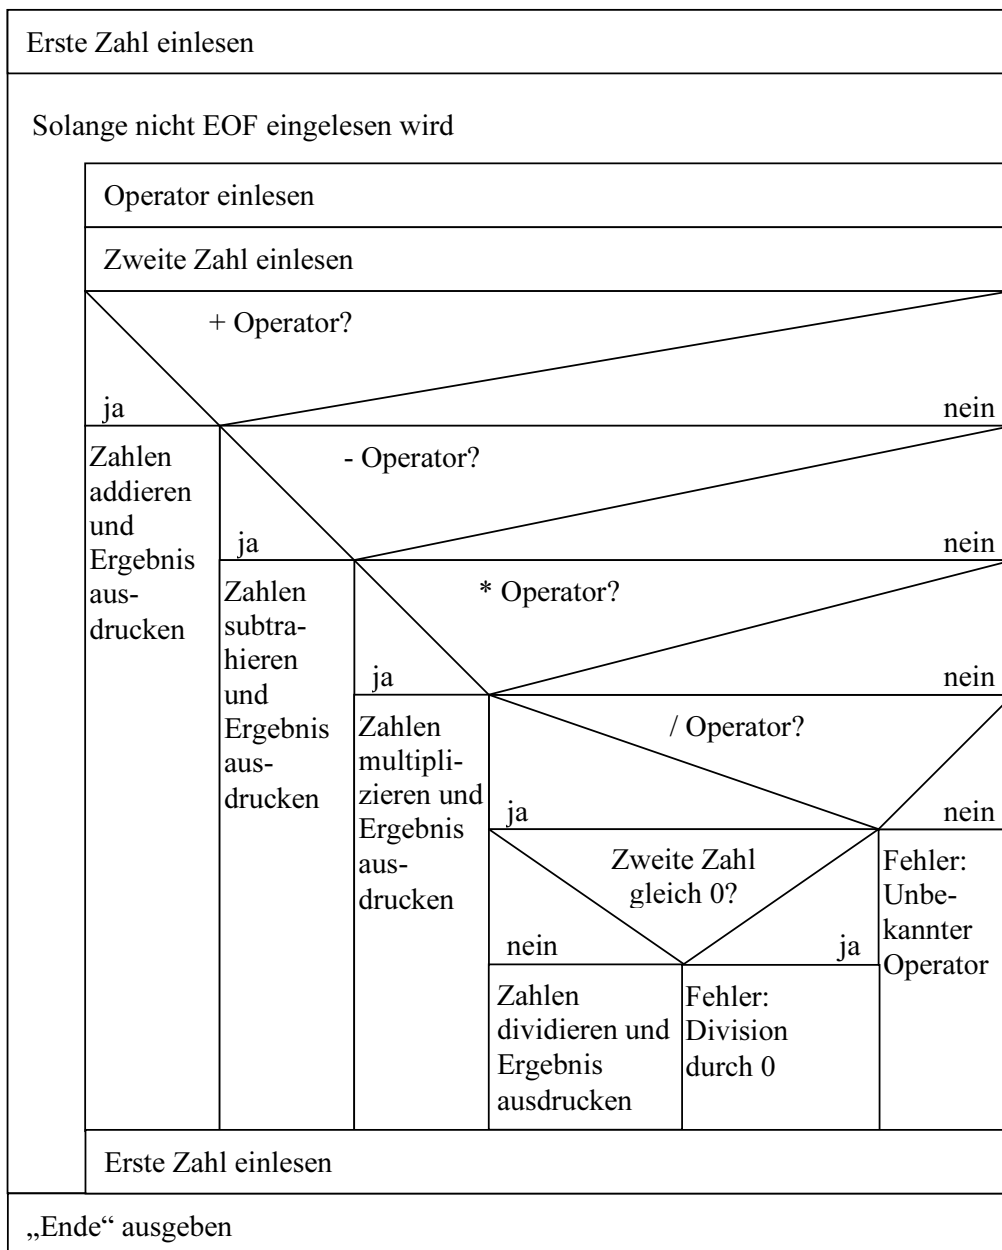 Erste Zahl einlesen
Solange nicht EOF eingelesen wird
Operator einlesen
Zweite Zahl einlesen
+ Operator?
ja
nein
Zahlen
addieren
und
Ergebnis
aus-
drucken
- Operator?
ja
nein
Zahlen
subtra-
hieren
und
Ergebnis
aus-
drucken
* Operator?
ja
nein
Zahlen
multipli-
zieren und
Ergebnis
aus-
drucken
/ Operator?
ja
nein
Zweite Zahl
gleich 0?
nein
ja
Zahlen
dividieren und
Ergebnis
ausdrucken
Fehler:
Division
durch 0
Fehler:
Unbe-
kannter
Operator
Erste Zahl einlesen
„Ende“ ausgeben